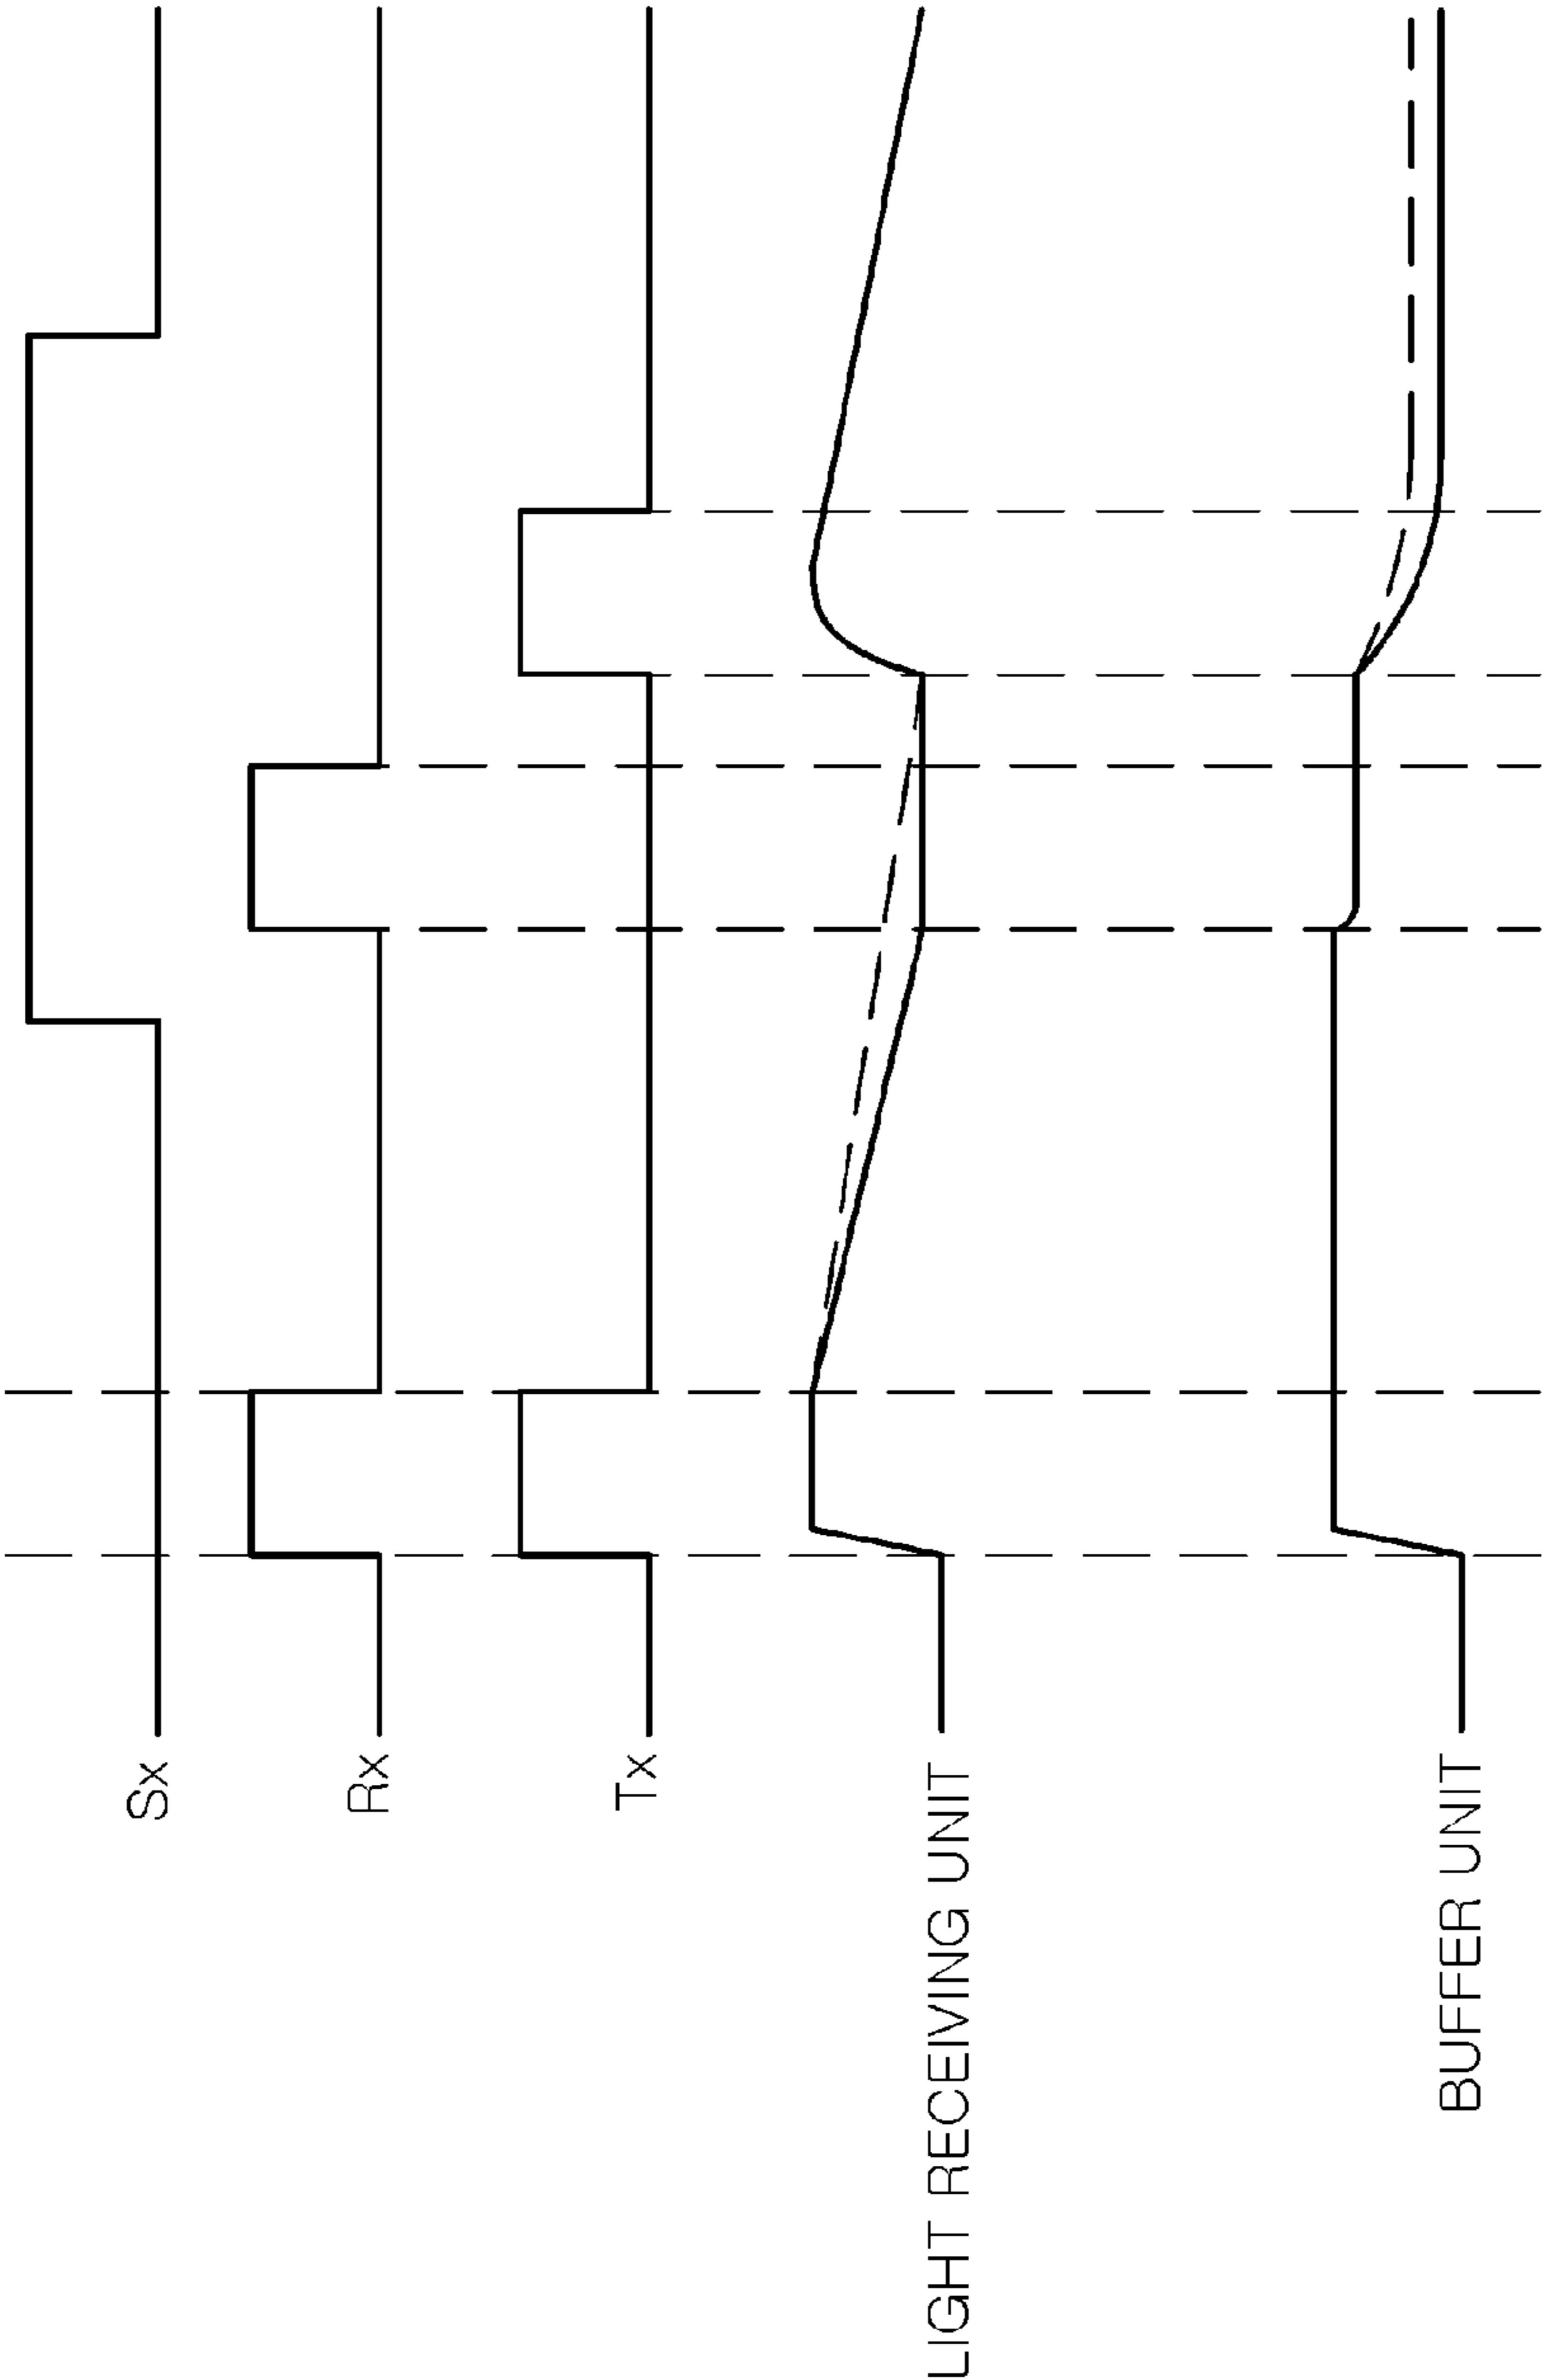 Sx
Rx
Tx
LIGHT RECEIVING UNIT
BUFFER UNIT